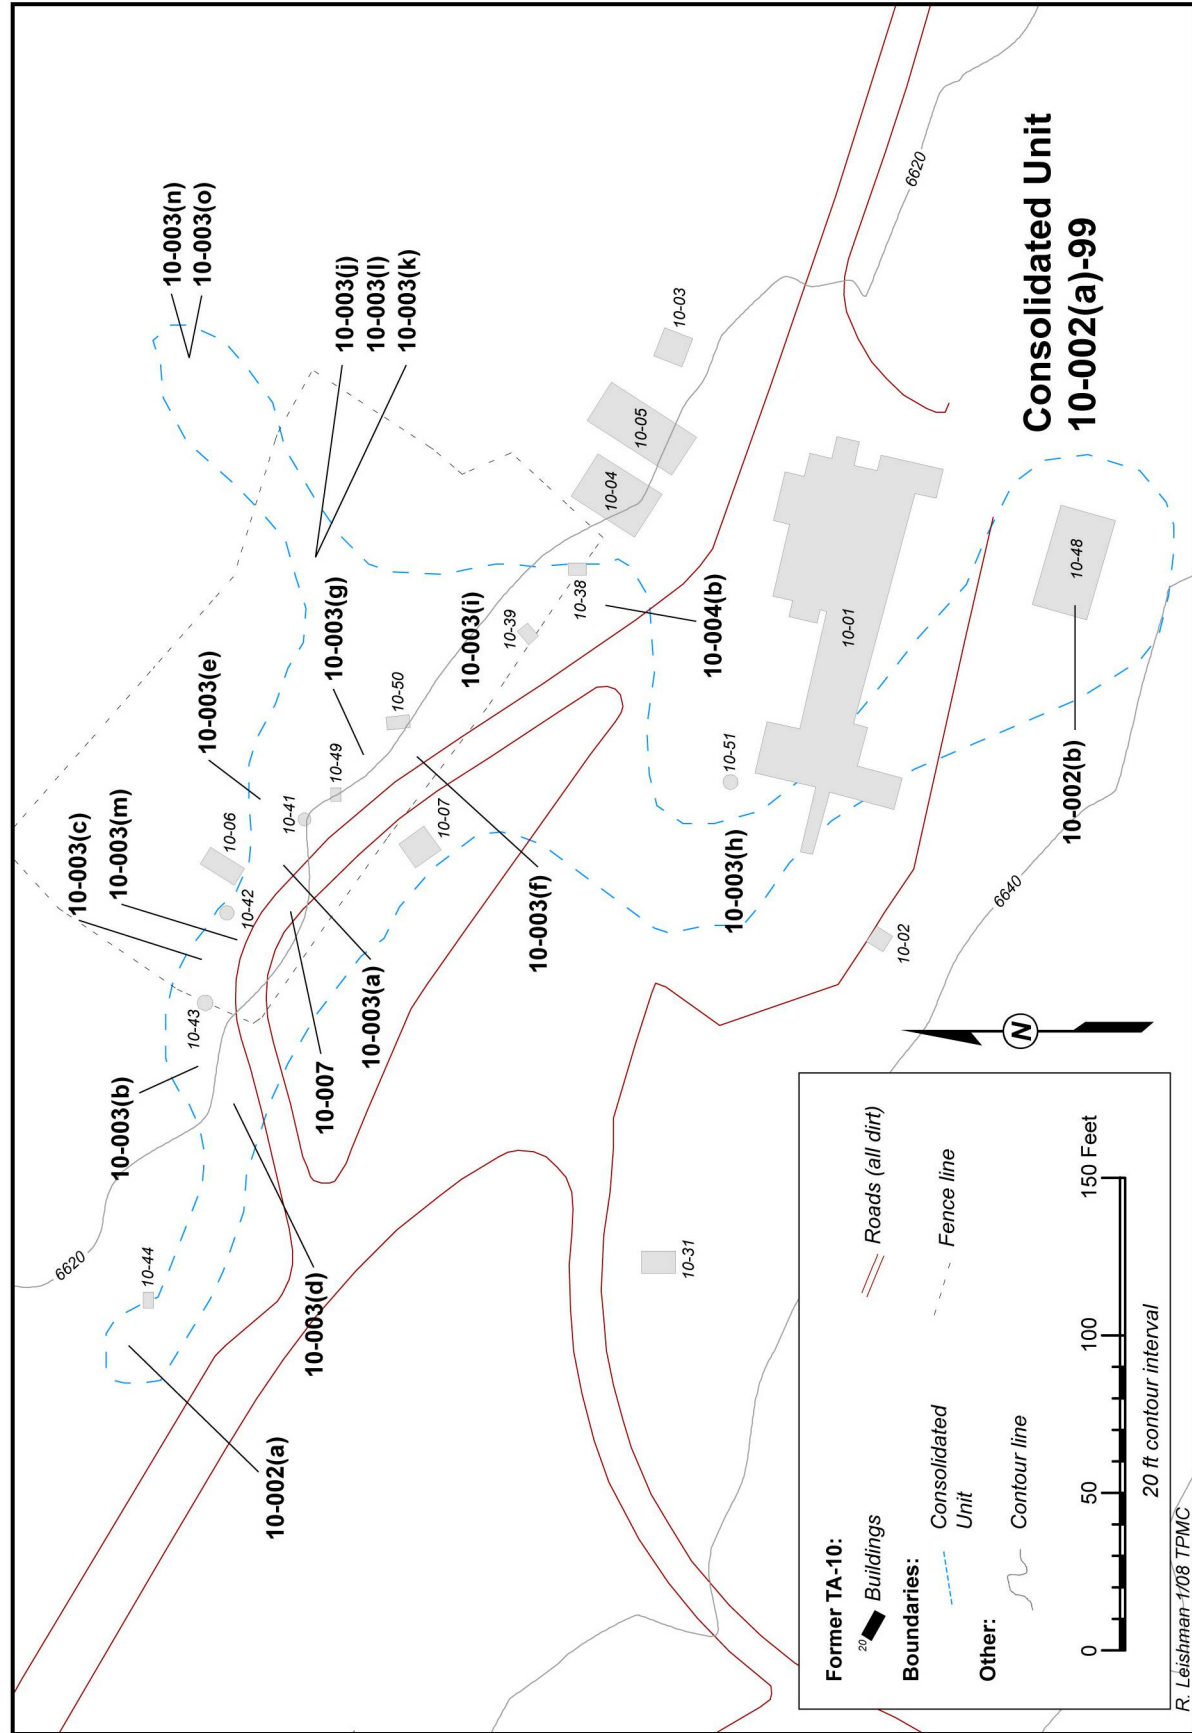 10-003(n)
10-003(o)
10-003(j)
10-003(l)
10-003(k)
10-003(c)
10-003(m)
10-003(e)
10-003(g)
10-003(i)
10-004(b)
10-003(b)
10-002(a)
10-003(d)
10-007
10-003(a)
10-003(f)
10-003(h)
10-002(b)
10-44
10-43
10-42
10-06
10-41
10-49
10-50
10-07
10-39
10-38
10-04
10-05
10-03
10-51
10-01
10-48
10-02
10-31
6620
6620
6640
Consolidated Unit
10-002(a)-99
N
Former TA-10:
20 Buildings
Roads (all dirt)
Boundaries:
Consolidated
Unit
Fence line
Other:
Contour line
0 50 100 150 Feet
20 ft contour interval
R. Leishman 1/08 TPMC